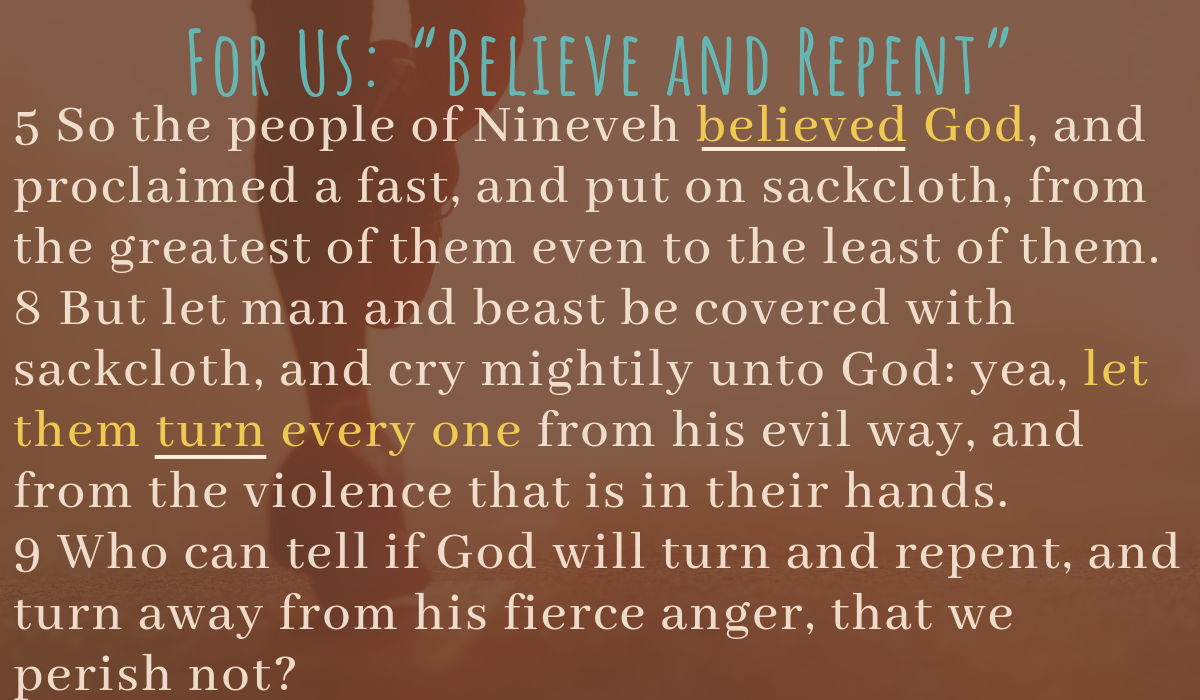 For Us: “Believe and Repent”
5 So the people of Nineveh believed God, and
proclaimed a fast, and put on sackcloth, from
the greatest of them even to the least of them.
8 But let man and beast be covered with
sackcloth, and cry mightily unto God: yea, let
them turn every one from his evil way, and
from the violence that is in their hands.
9 Who can tell if God will turn and repent, and
turn away from his fierce anger, that we
perish not?